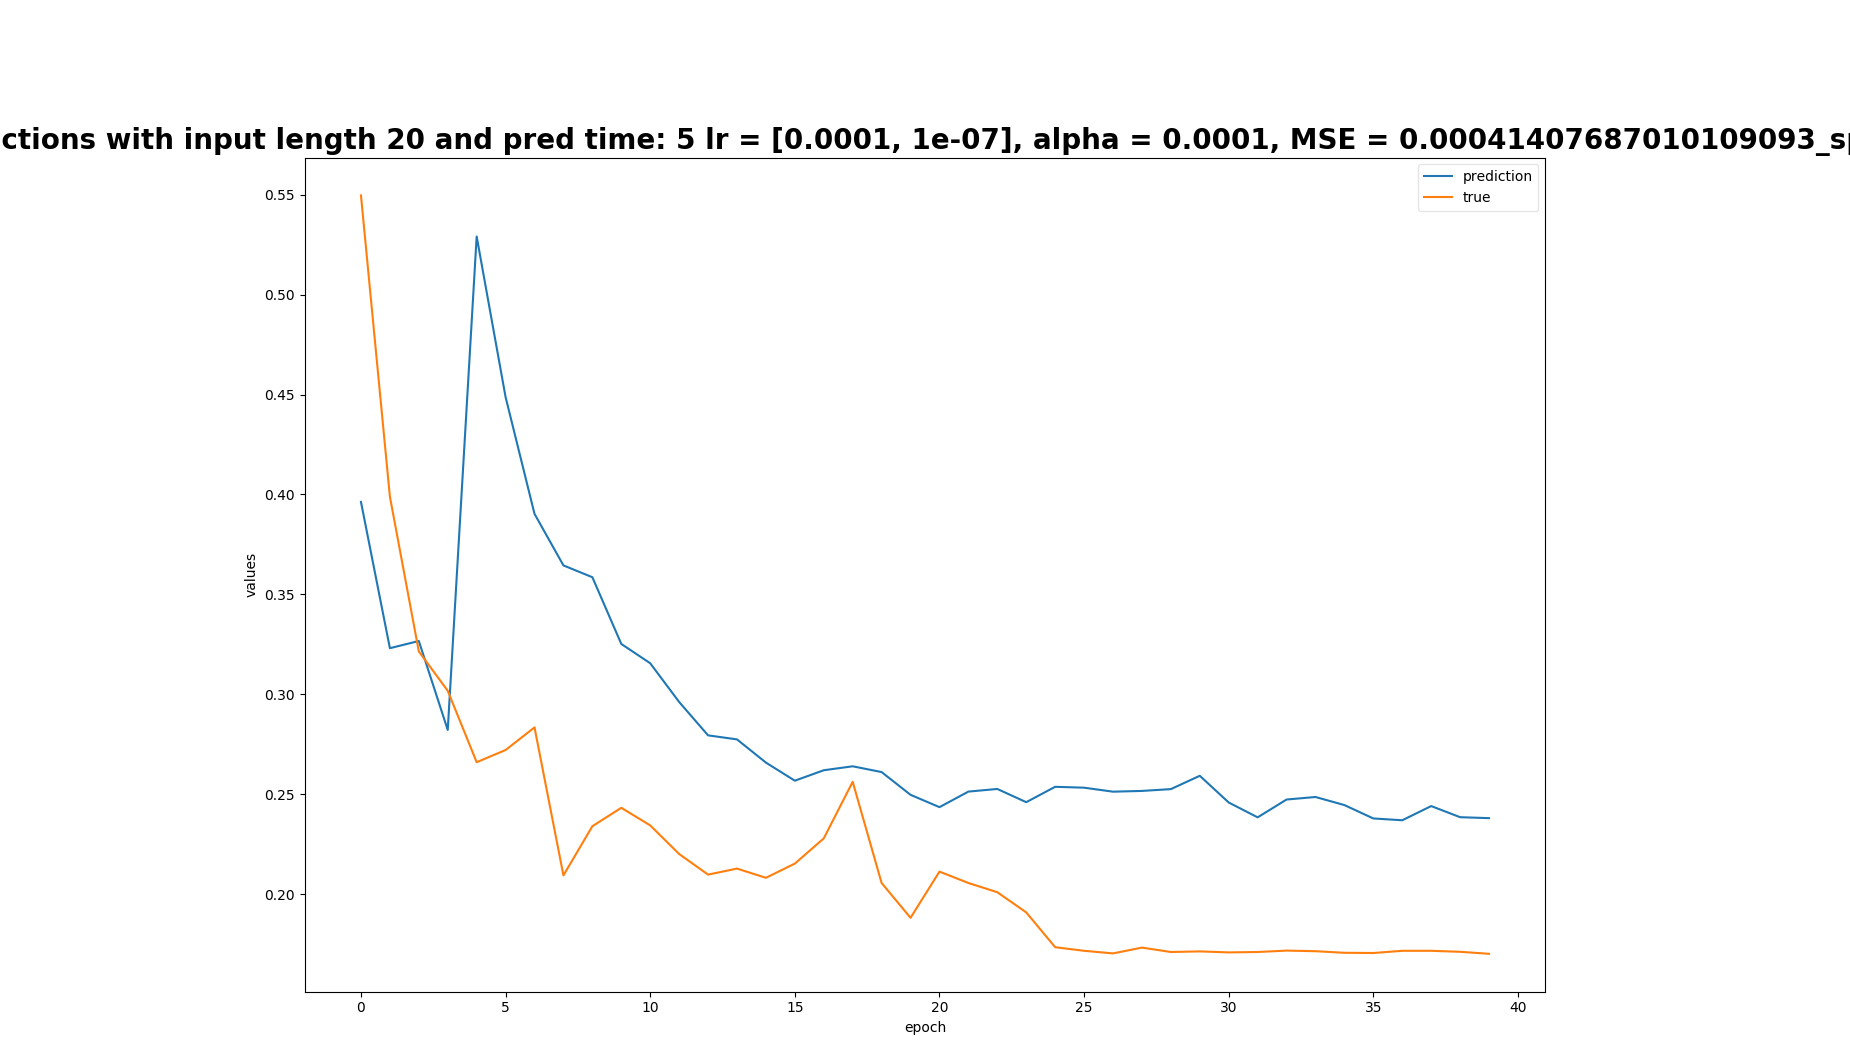 ctions with input length 20 and pred time: 5 lr = [0.0001, 1e-07], alpha = 0.0001, MSE = 0.00041407687010109093_sp
prediction
true
0.55
0.50
0.45
0.40
0.35
0.30
0.25
0.20
values
0 5 10 15 20 25 30 35 40
epoch